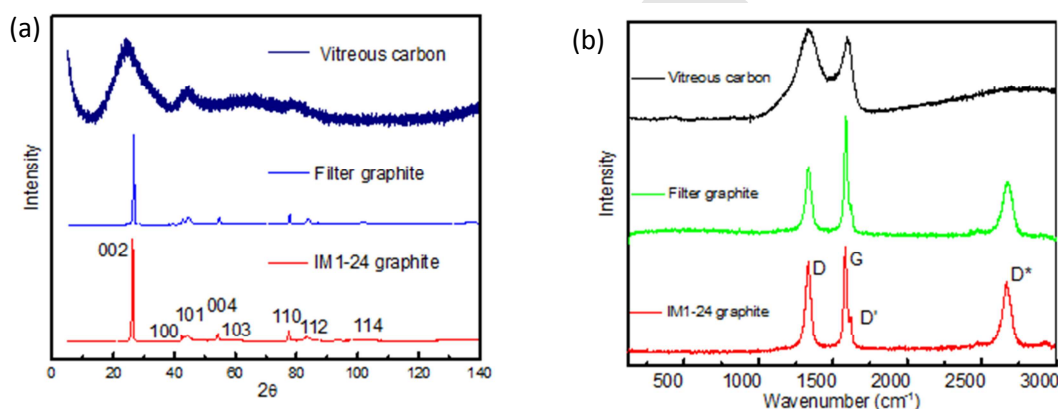 (a)
Vitreous carbon
Filter graphite
IM1-24 graphite
002
100
101
004
103
110
112
114
Intensity
0 20 40 60 80 100 120 140
2θ
(b)
Vitreous carbon
Filter graphite
IM1-24 graphite
D
G
D'
D*
Intensity
500 1000 1500 2000 2500 3000
Wavenumber (cm⁻¹)